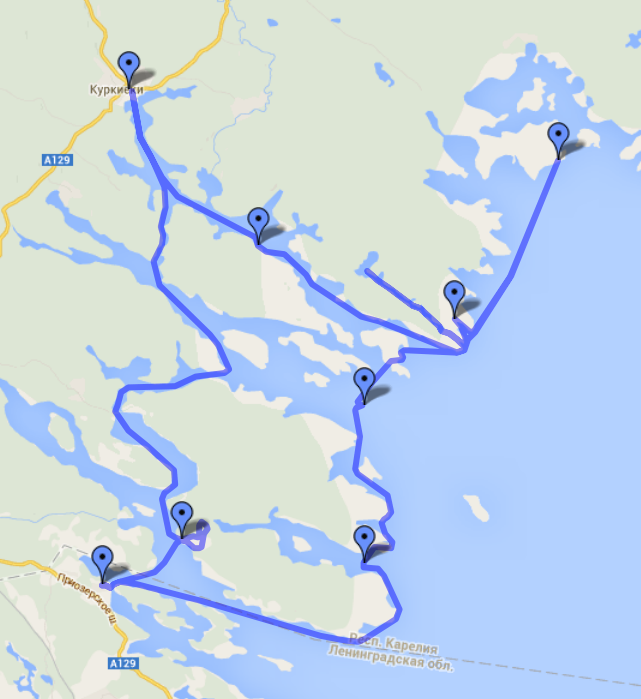 Куркиеки
A129
Приозерское ш
Респ. Карелия
Ленинградская обл.
A129